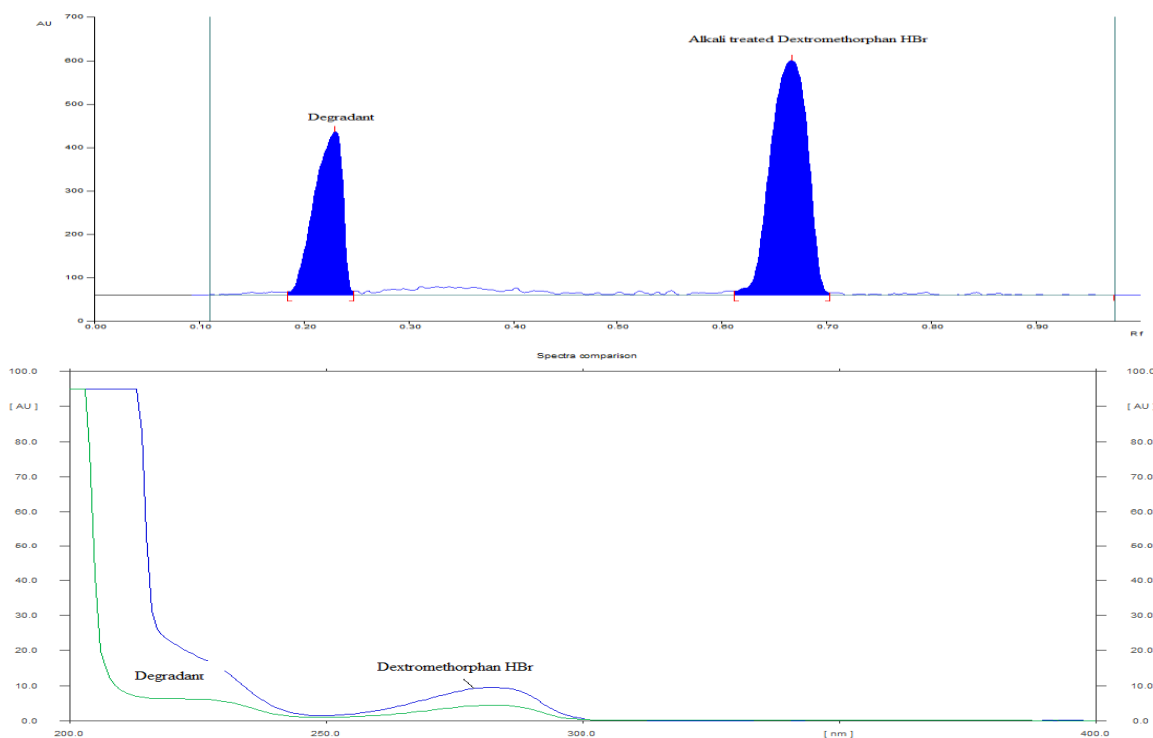 700
AU
Alkali treated Dextromethorphan HBr
600
500
Degradant
400
300
200
100
0
0.00 0.10 0.20 0.30 0.40 0.50 0.60 0.70 0.80 0.90
Rf
Spectra comparison
100.0 100.0
[ AU ] [ AU ]
80.0 80.0
70.0 70.0
60.0 60.0
50.0 50.0
40.0 40.0
30.0 30.0
20.0 20.0
Degradant Dextromethorphan HBr
10.0 10.0
0.0 0.0
200.0 250.0 300.0 [ nm ] 400.0